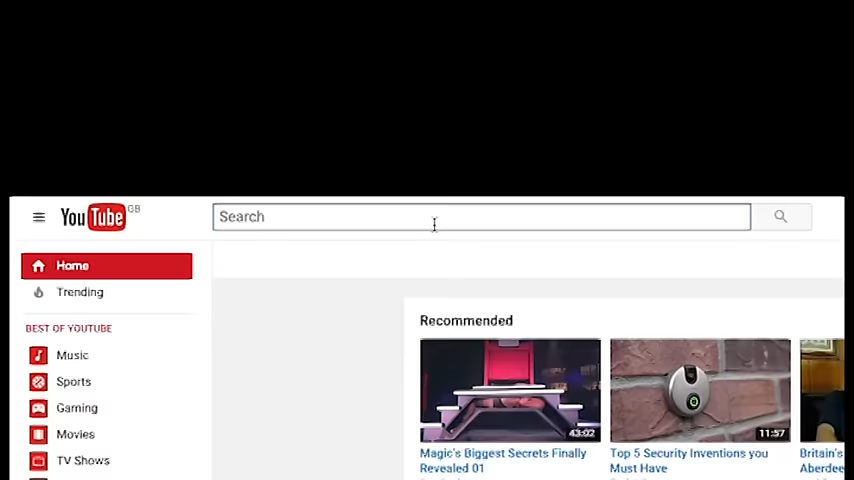 YouTube GB
Search
Home
Trending
BEST OF YOUTUBE
Music
Sports
Gaming
Movies
TV Shows
Recommended
43:02
11:57
Magic's Biggest Secrets Finally
Revealed 01
Top 5 Security Inventions you
Must Have
Britain's
Aberdee